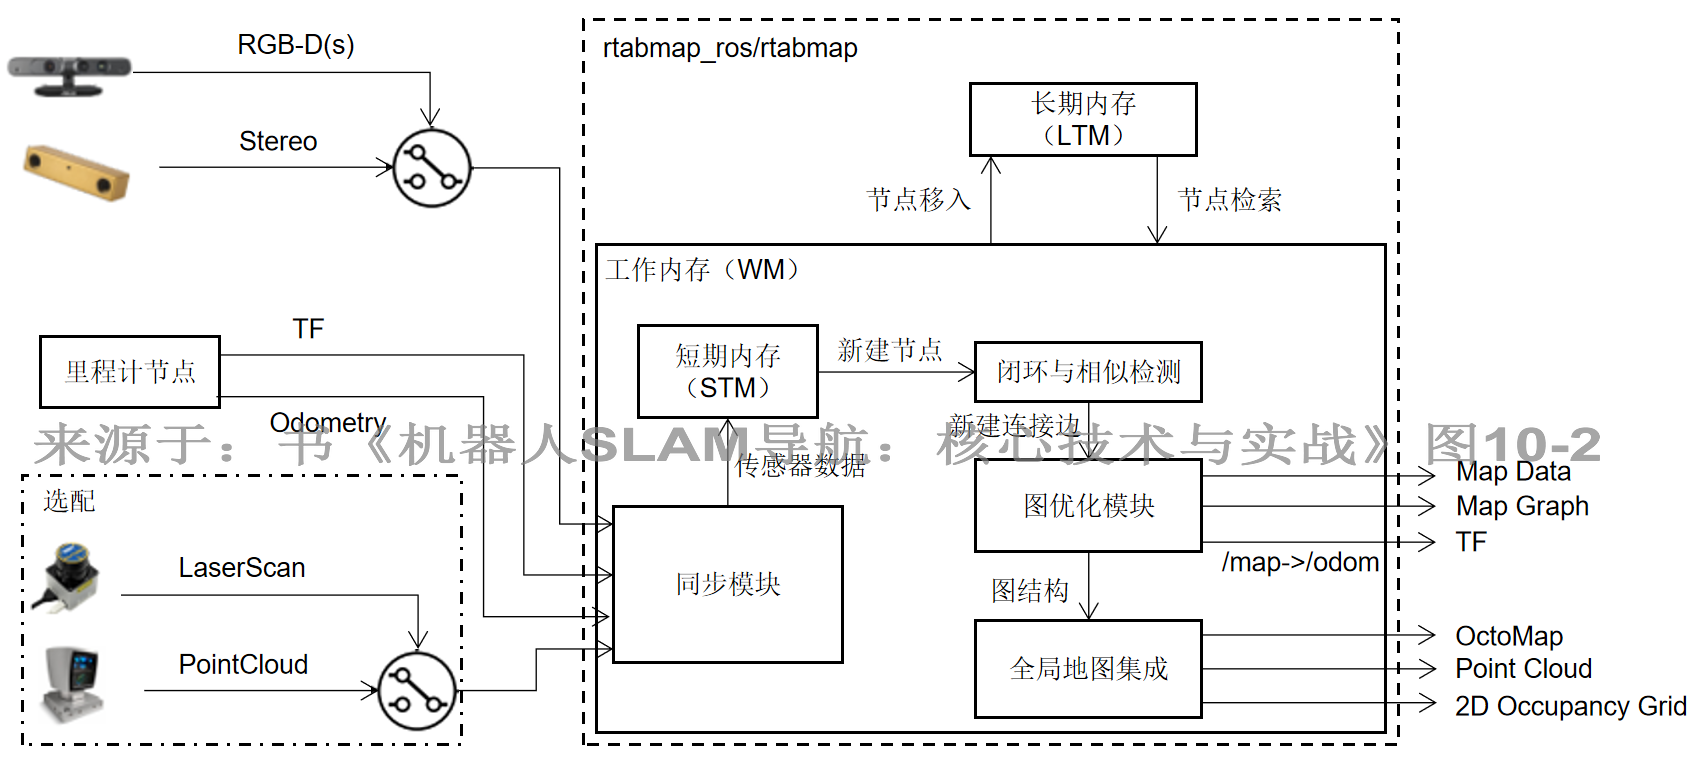 RGB-D(s)
Stereo
rtabmap_ros/rtabmap
长期内存
（LTM）
节点移入
节点检索
工作内存（WM）
TF
里程计节点
Odometry
短期内存
（STM）
新建节点
闭环与相似检测
新建连接边
来源于：书《机器人SLAM导航：核心技术与实战》图10-2
传感器数据
选配
LaserScan
PointCloud
同步模块
图优化模块
Map Data
Map Graph
TF
/map->/odom
图结构
全局地图集成
OctoMap
Point Cloud
2D Occupancy Grid